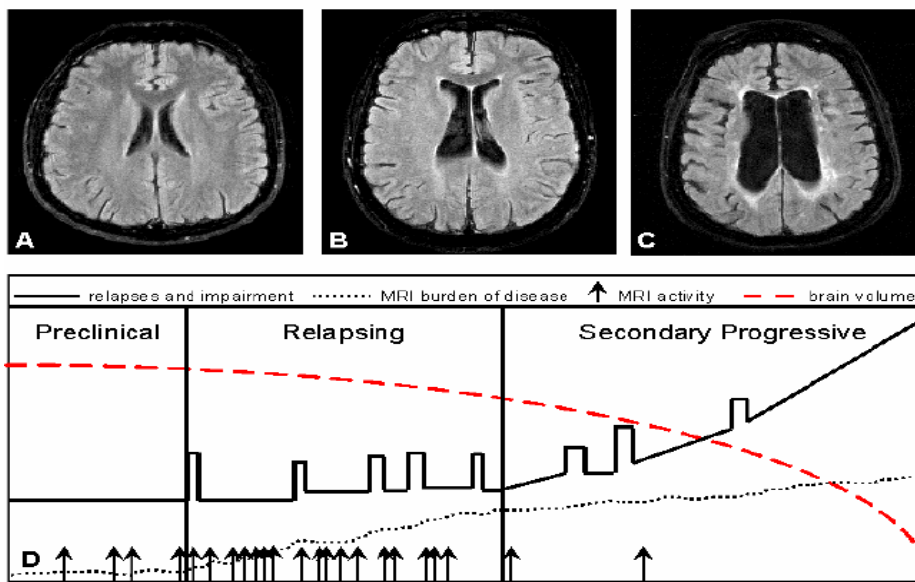 A
B
C
relapses and impairment MRI burden of disease MRI activity brain volume
Preclinical Relapsing Secondary Progressive
D